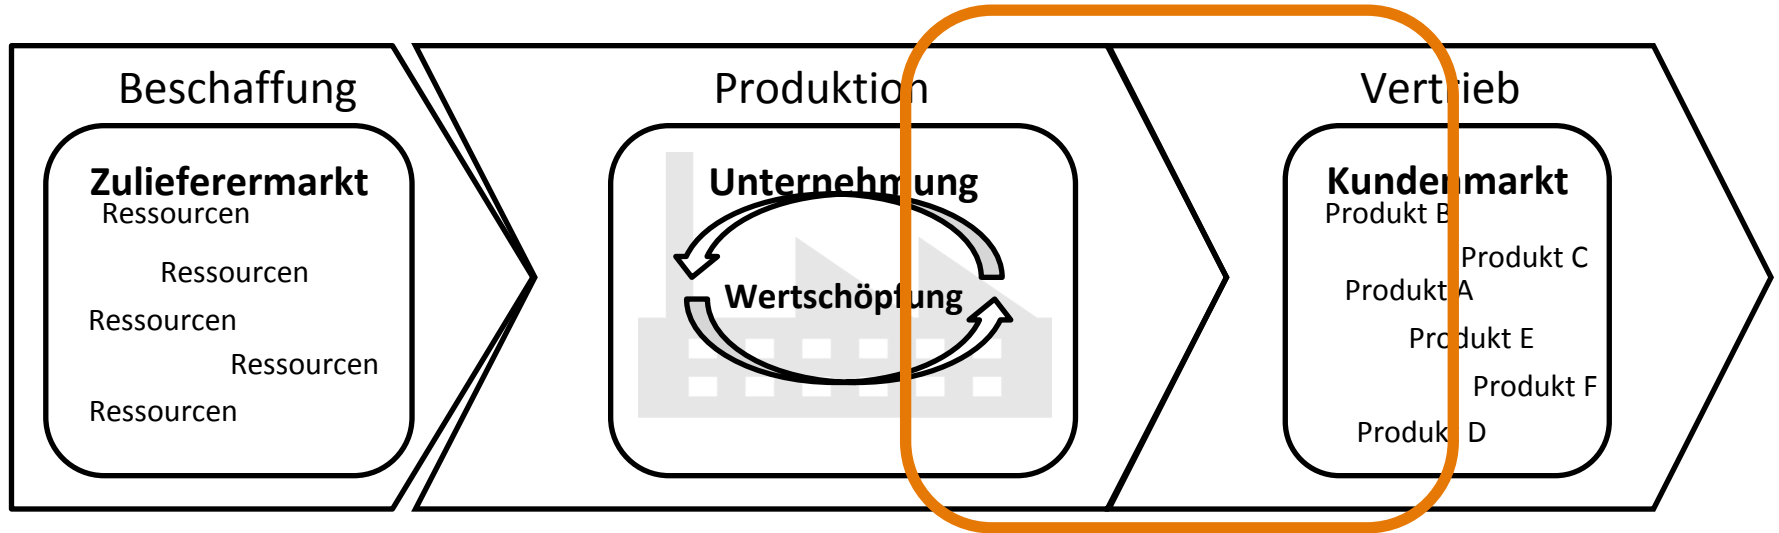 Beschaffung
Zulieferermarkt
Ressourcen
Ressourcen
Ressourcen
Ressourcen
Ressourcen
Produktion
Unternehmung
Wertschöpfung
Vertrieb
Kundenmarkt
Produkt B
Produkt C
Produkt A
Produkt E
Produkt F
Produkt D